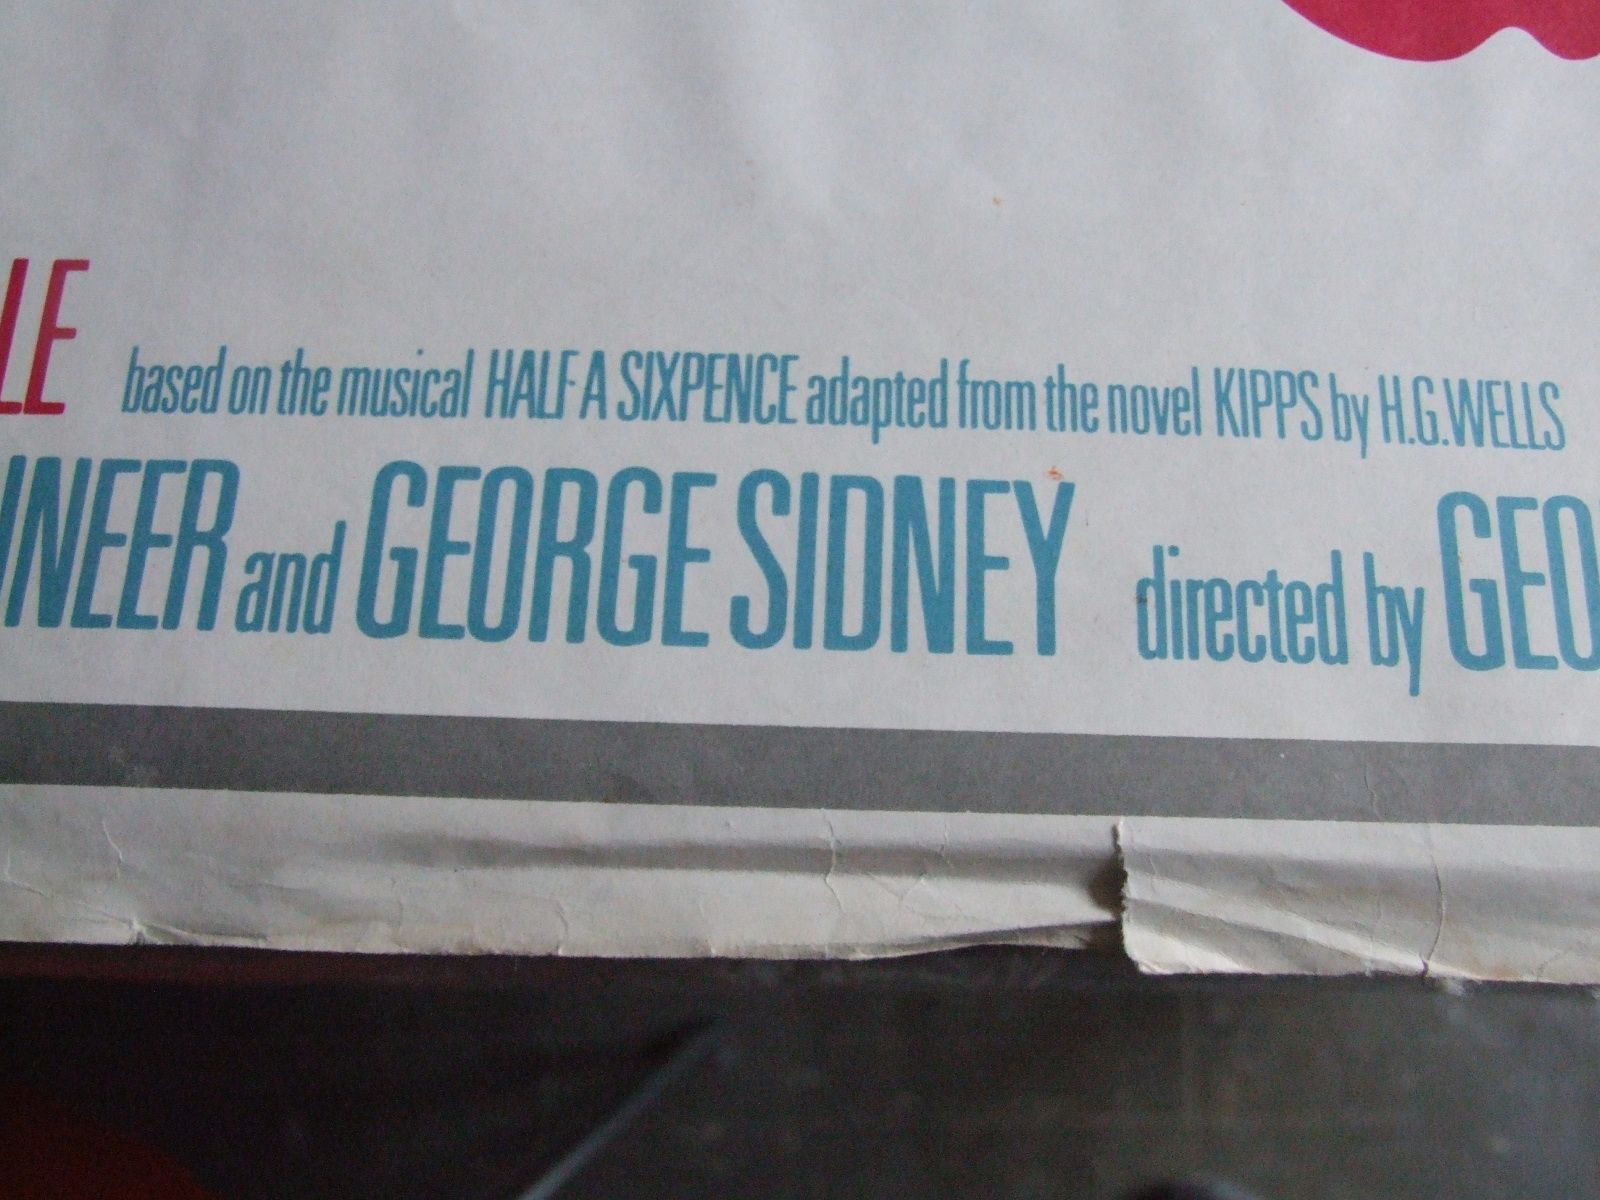 LE based on the musical HALF A SIXPENCE adapted from the novel KIPPS by H.G.WELLS
INEER and GEORGE SIDNEY directed by GEO